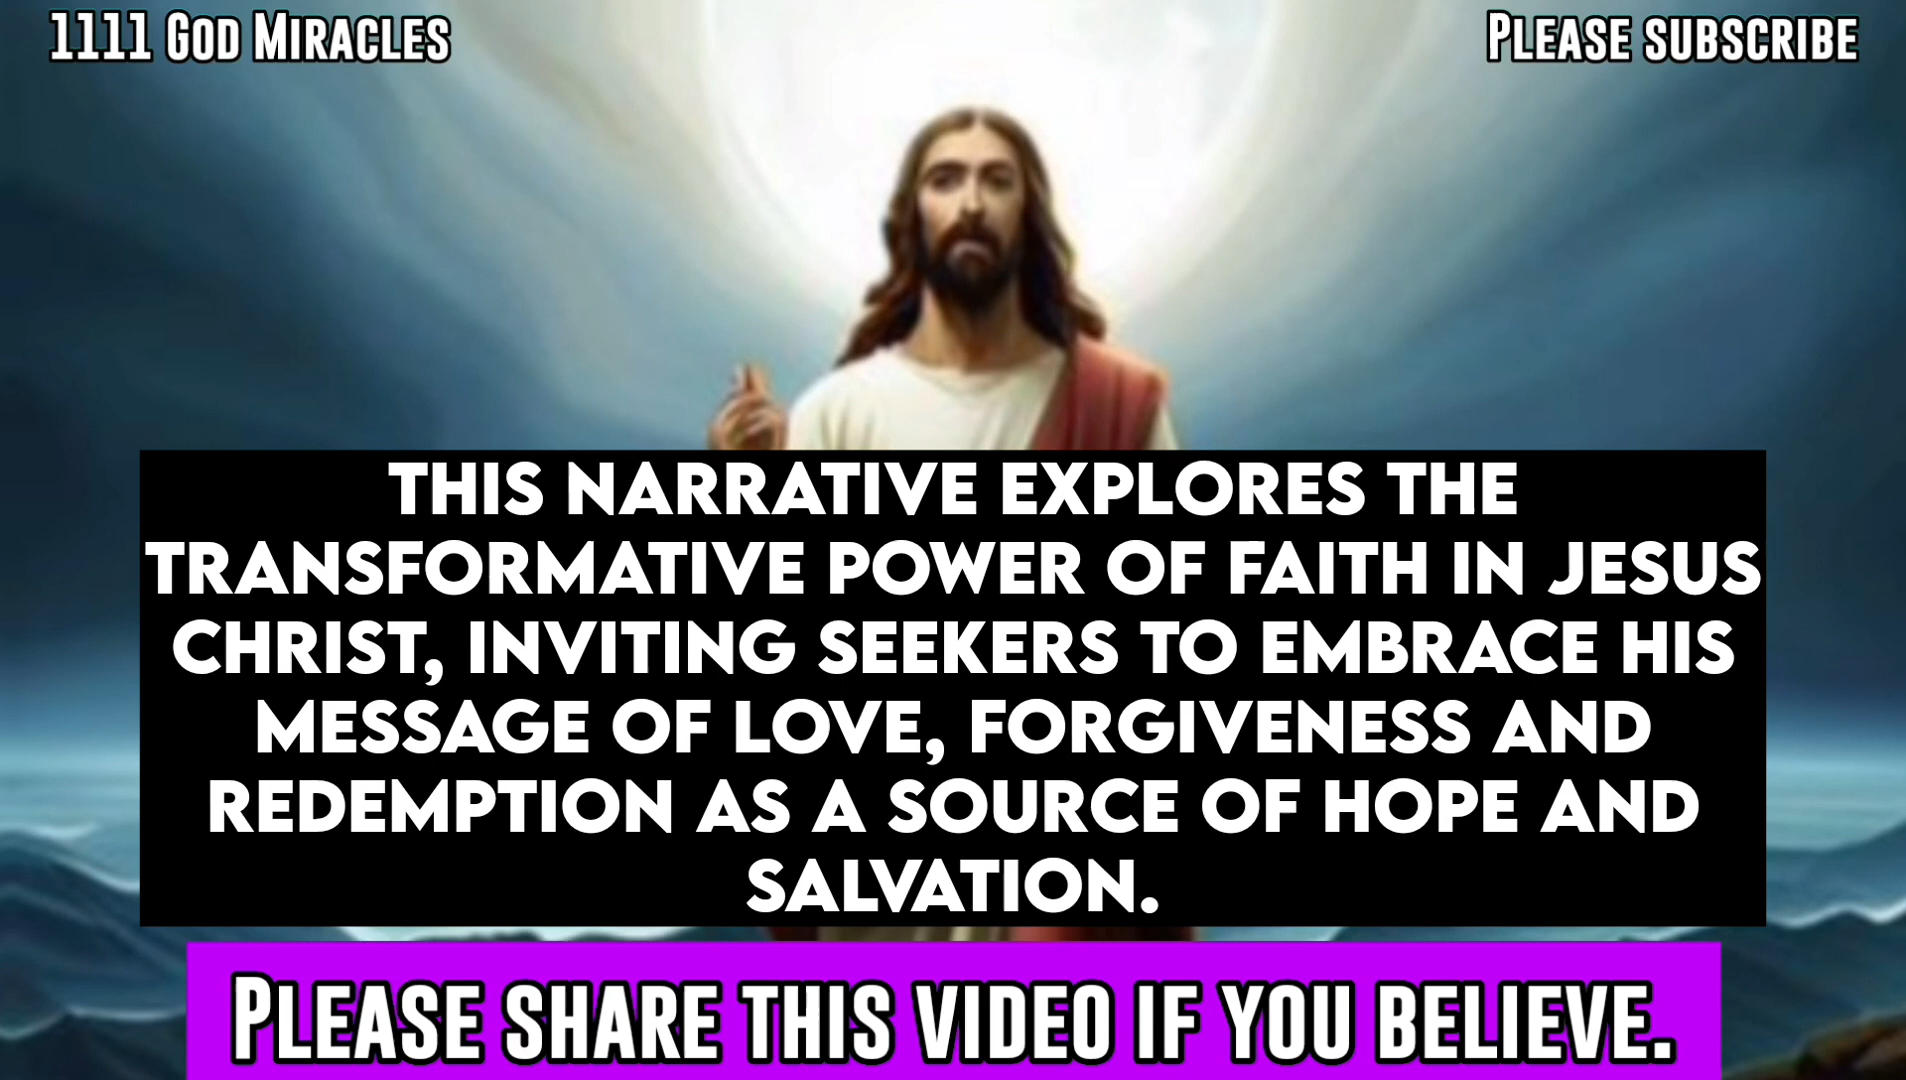 1111 God Miracles
Please subscribe
THIS NARRATIVE EXPLORES THE
TRANSFORMATIVE POWER OF FAITH IN JESUS
CHRIST, INVITING SEEKERS TO EMBRACE HIS
MESSAGE OF LOVE, FORGIVENESS AND
REDEMPTION AS A SOURCE OF HOPE AND
SALVATION.
Please share this video if you believe.